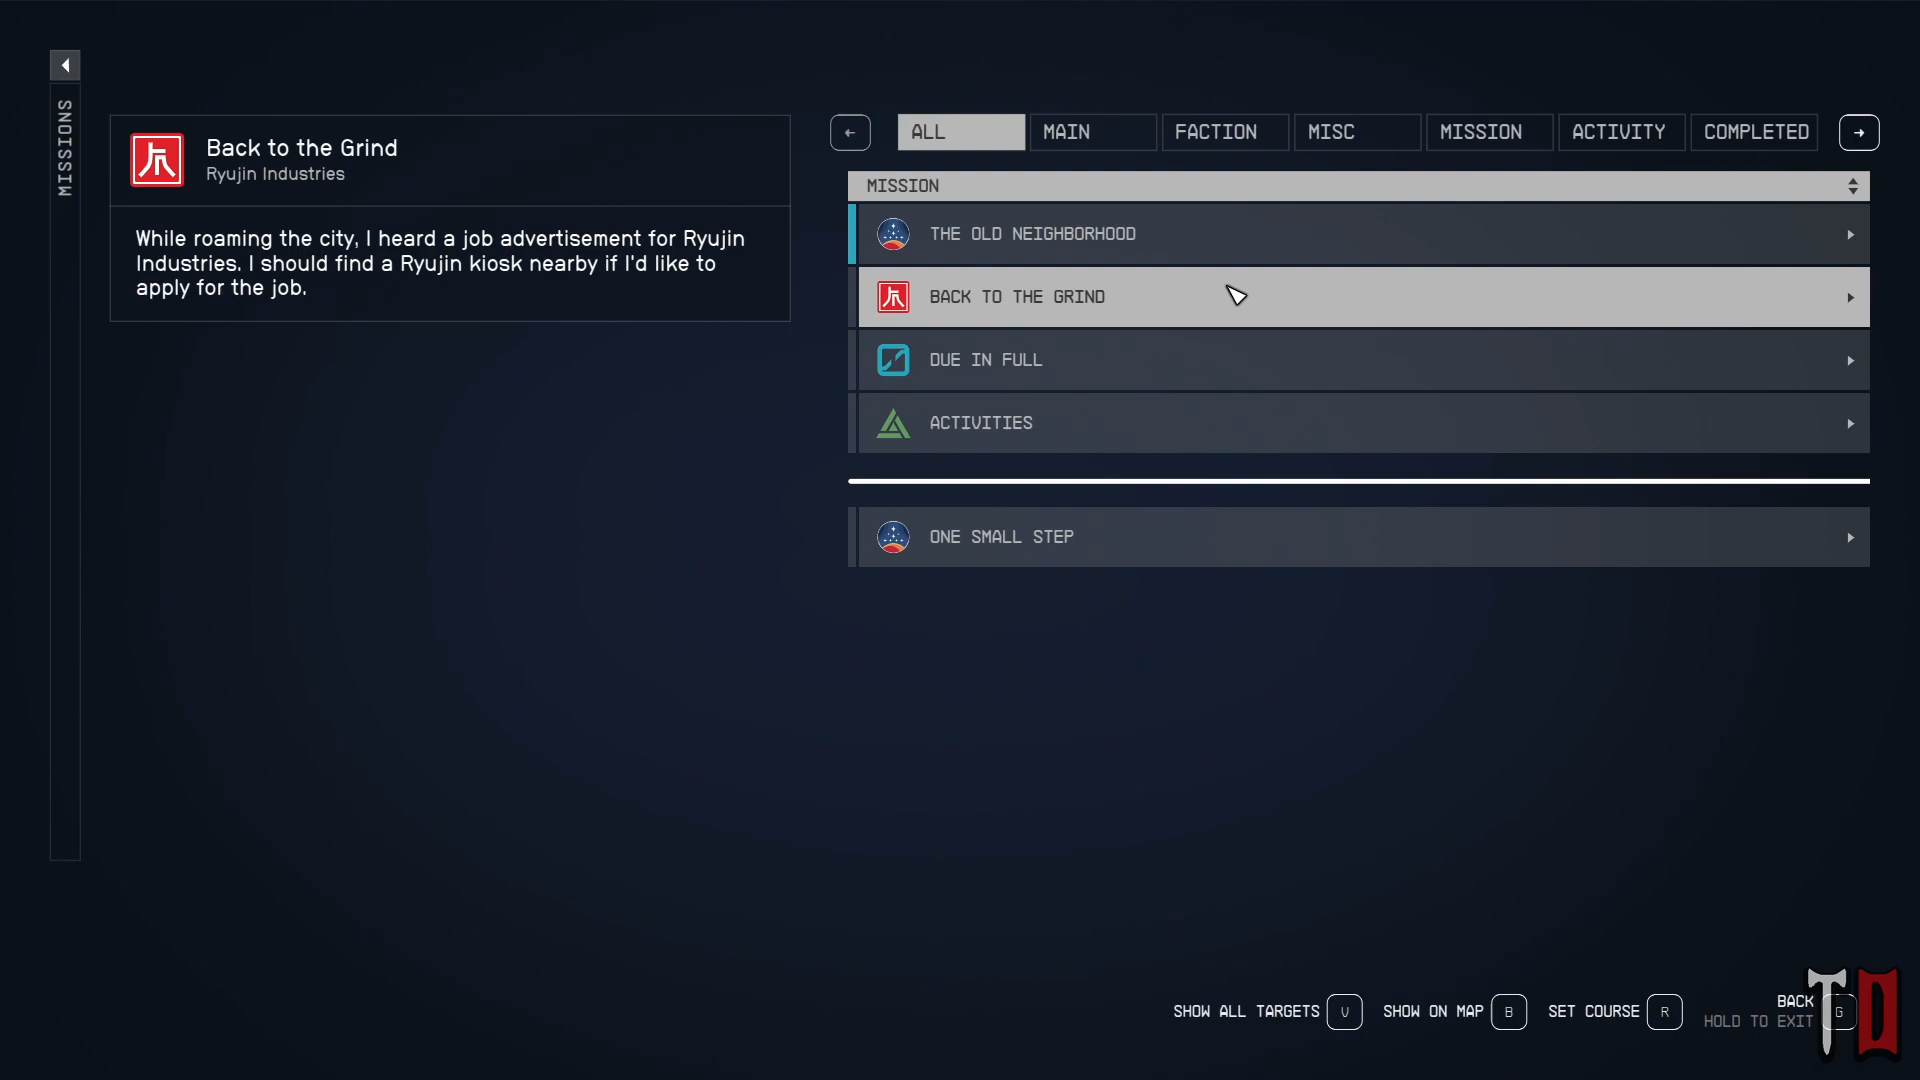 MISSIONS
Back to the Grind
Ryujin Industries
While roaming the city, I heard a job advertisement for Ryujin
Industries. I should find a Ryujin kiosk nearby if I'd like to
apply for the job.
ALL MAIN FACTION MISC MISSION ACTIVITY COMPLETED
MISSION
THE OLD NEIGHBORHOOD
BACK TO THE GRIND
DUE IN FULL
ACTIVITIES
ONE SMALL STEP
SHOW ALL TARGETS V SHOW ON MAP B SET COURSE R BACK G
HOLD TO EXIT
TD